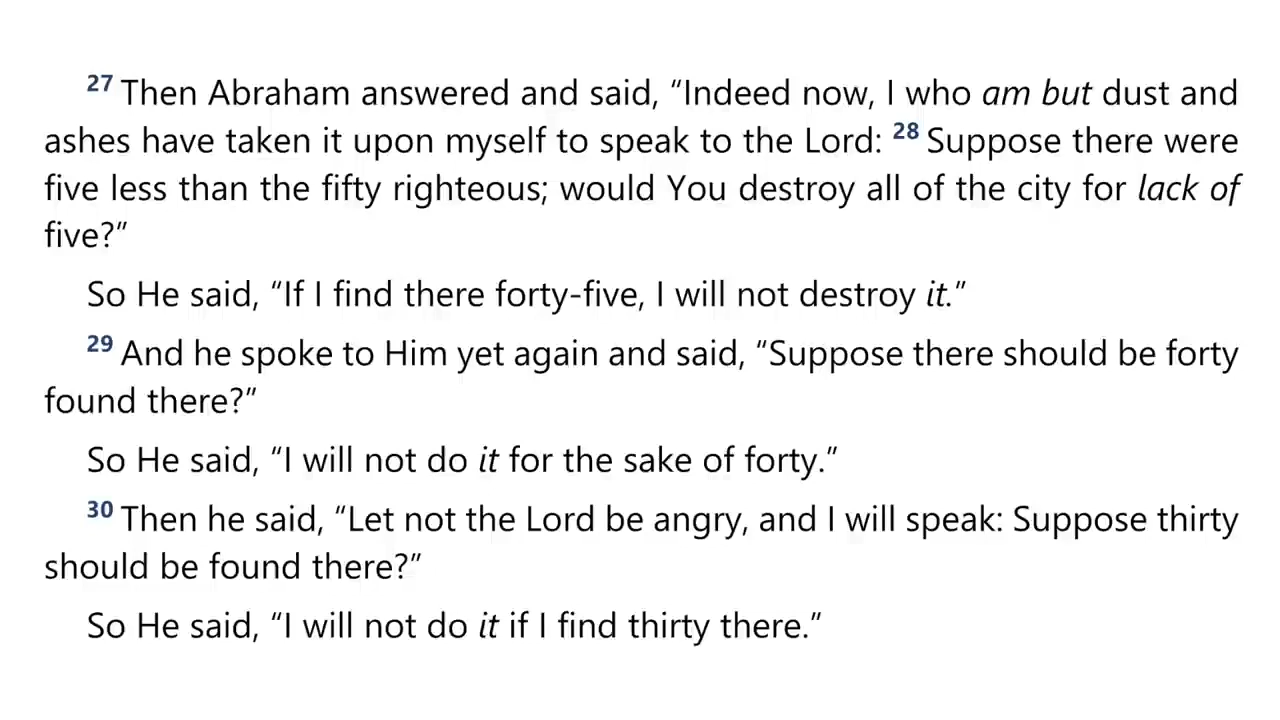 27 Then Abraham answered and said, “Indeed now, I who am but dust and
ashes have taken it upon myself to speak to the Lord: 28 Suppose there were
five less than the fifty righteous; would You destroy all of the city for lack of
five?”
So He said, “If I find there forty-five, I will not destroy it.”
29 And he spoke to Him yet again and said, “Suppose there should be forty
found there?”
So He said, “I will not do it for the sake of forty.”
30 Then he said, “Let not the Lord be angry, and I will speak: Suppose thirty
should be found there?”
So He said, “I will not do it if I find thirty there.”